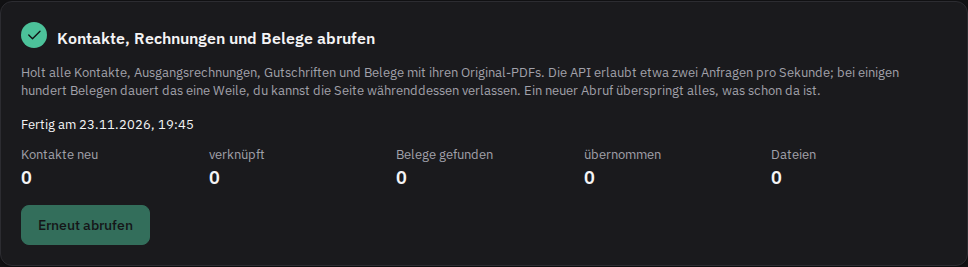 Kontakte, Rechnungen und Belege abrufen
Holt alle Kontakte, Ausgangsrechnungen, Gutschriften und Belege mit ihren Original-PDFs. Die API erlaubt etwa zwei Anfragen pro Sekunde; bei einigen
hundert Belegen dauert das eine Weile, du kannst die Seite währenddessen verlassen. Ein neuer Abruf überspringt alles, was schon da ist.
Fertig am 23.11.2026, 19:45
Kontakte neu verknüpft Belege gefunden übernommen Dateien
0 0 0 0 0
Erneut abrufen